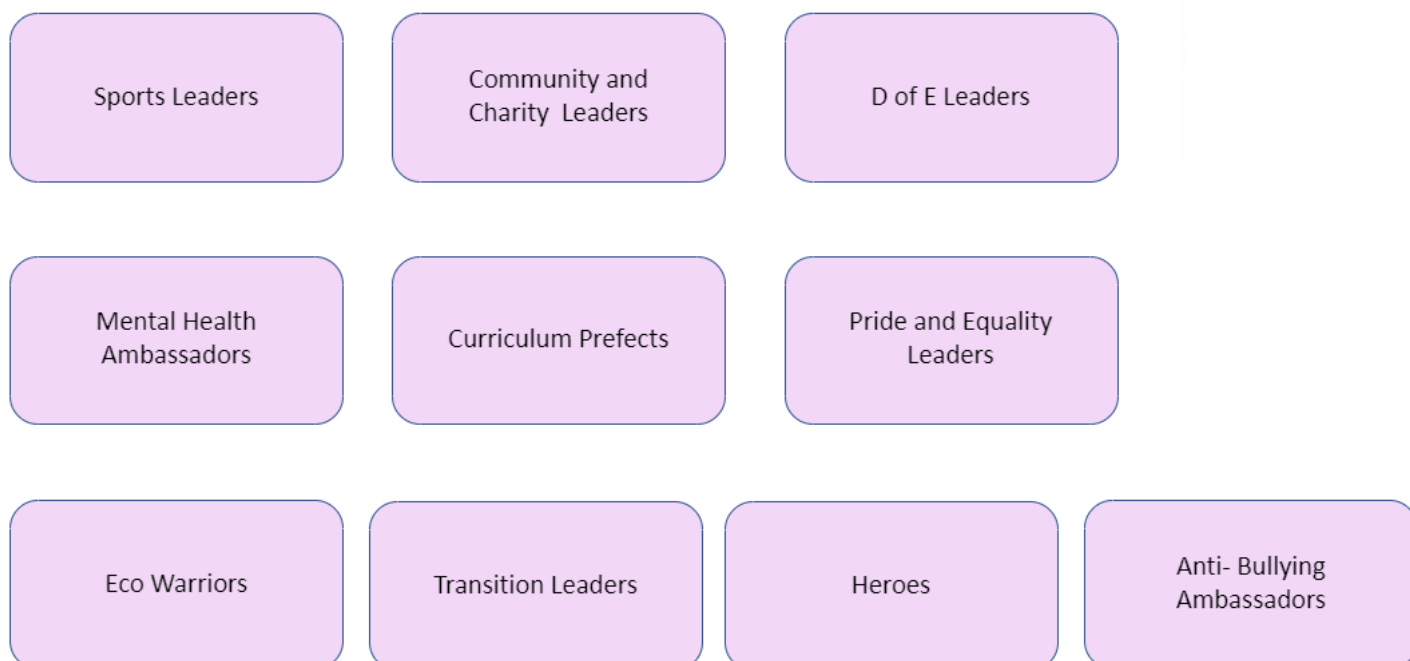 Sports Leaders
Community and
Charity  Leaders
D of E Leaders
Mental Health
Ambassadors
Curriculum Prefects
Pride and Equality
Leaders
Eco Warriors
Transition Leaders
Heroes
Anti- Bullying
Ambassadors